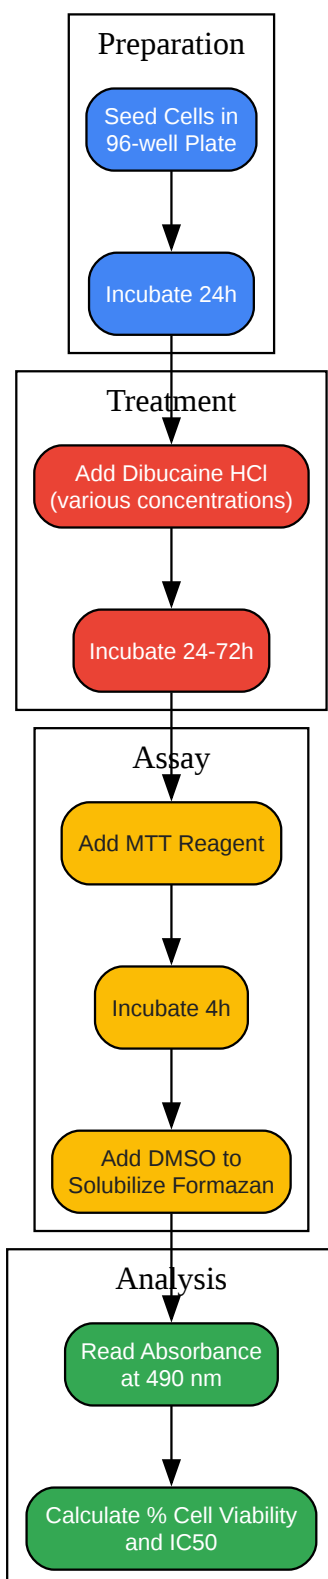 Preparation
Seed Cells in
96-well Plate
Incubate 24h
Treatment
Add Dibucaine HCl
(various concentrations)
Incubate 24-72h
Assay
Add MTT Reagent
Incubate 4h
Add DMSO to
Solubilize Formazan
Analysis
Read Absorbance
at 490 nm
Calculate % Cell Viability
and IC50